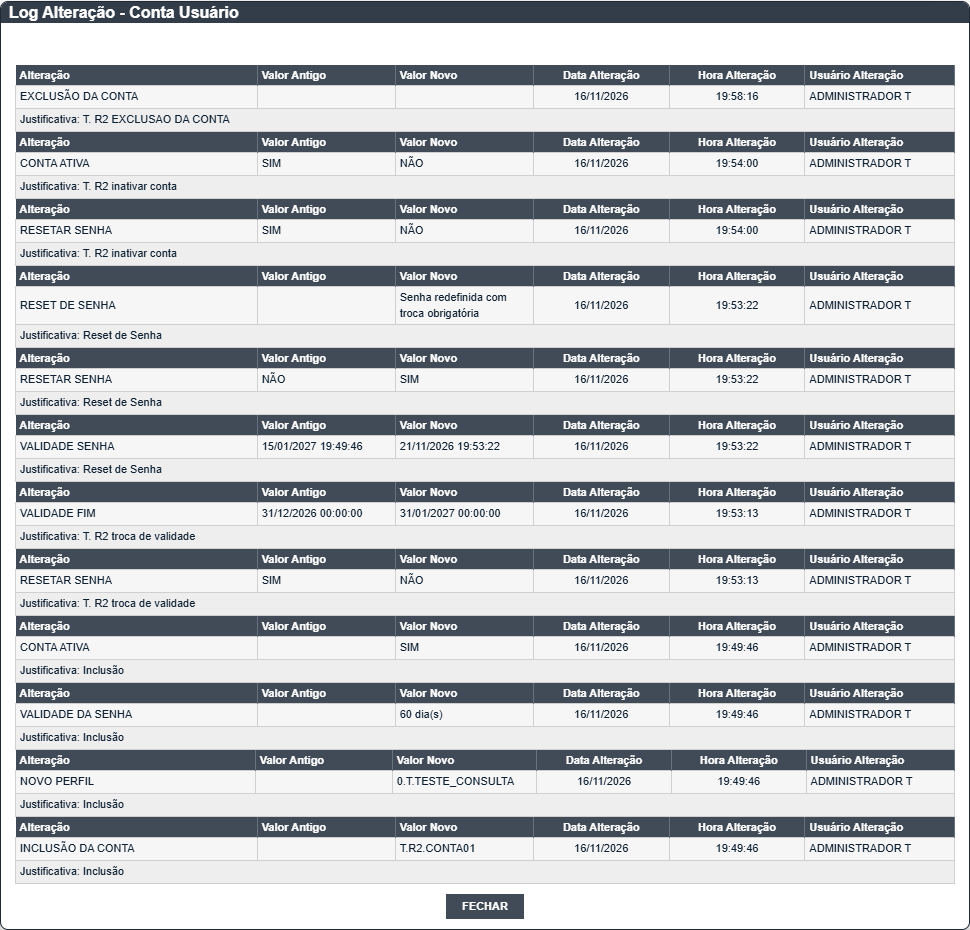 Log Alteração - Conta Usuário
Alteração Valor Antigo Valor Novo Data Alteração Hora Alteração Usuário Alteração
EXCLUSÃO DA CONTA 16/11/2026 19:58:16 ADMINISTRADOR T
Justificativa: T. R2 EXCLUSAO DA CONTA
Alteração Valor Antigo Valor Novo Data Alteração Hora Alteração Usuário Alteração
CONTA ATIVA SIM NÃO 16/11/2026 19:54:00 ADMINISTRADOR T
Justificativa: T. R2 inativar conta
Alteração Valor Antigo Valor Novo Data Alteração Hora Alteração Usuário Alteração
RESETAR SENHA SIM NÃO 16/11/2026 19:54:00 ADMINISTRADOR T
Justificativa: T. R2 inativar conta
Alteração Valor Antigo Valor Novo Data Alteração Hora Alteração Usuário Alteração
RESET DE SENHA Senha redefinida com
troca obrigatória 16/11/2026 19:53:22 ADMINISTRADOR T
Justificativa: Reset de Senha
Alteração Valor Antigo Valor Novo Data Alteração Hora Alteração Usuário Alteração
RESETAR SENHA NÃO SIM 16/11/2026 19:53:22 ADMINISTRADOR T
Justificativa: Reset de Senha
Alteração Valor Antigo Valor Novo Data Alteração Hora Alteração Usuário Alteração
VALIDADE SENHA 15/01/2027 19:49:46 21/11/2026 19:53:22 16/11/2026 19:53:22 ADMINISTRADOR T
Justificativa: Reset de Senha
Alteração Valor Antigo Valor Novo Data Alteração Hora Alteração Usuário Alteração
VALIDADE FIM 31/12/2026 00:00:00 31/01/2027 00:00:00 16/11/2026 19:53:13 ADMINISTRADOR T
Justificativa: T. R2 troca de validade
Alteração Valor Antigo Valor Novo Data Alteração Hora Alteração Usuário Alteração
RESETAR SENHA SIM NÃO 16/11/2026 19:53:13 ADMINISTRADOR T
Justificativa: T. R2 troca de validade
Alteração Valor Antigo Valor Novo Data Alteração Hora Alteração Usuário Alteração
CONTA ATIVA SIM 16/11/2026 19:49:46 ADMINISTRADOR T
Justificativa: Inclusão
Alteração Valor Antigo Valor Novo Data Alteração Hora Alteração Usuário Alteração
VALIDADE DA SENHA 60 dia(s) 16/11/2026 19:49:46 ADMINISTRADOR T
Justificativa: Inclusão
Alteração Valor Antigo Valor Novo Data Alteração Hora Alteração Usuário Alteração
NOVO PERFIL 0.T.TESTE_CONSULTA 16/11/2026 19:49:46 ADMINISTRADOR T
Justificativa: Inclusão
Alteração Valor Antigo Valor Novo Data Alteração Hora Alteração Usuário Alteração
INCLUSÃO DA CONTA T.R2.CONTA01 16/11/2026 19:49:46 ADMINISTRADOR T
Justificativa: Inclusão
FECHAR